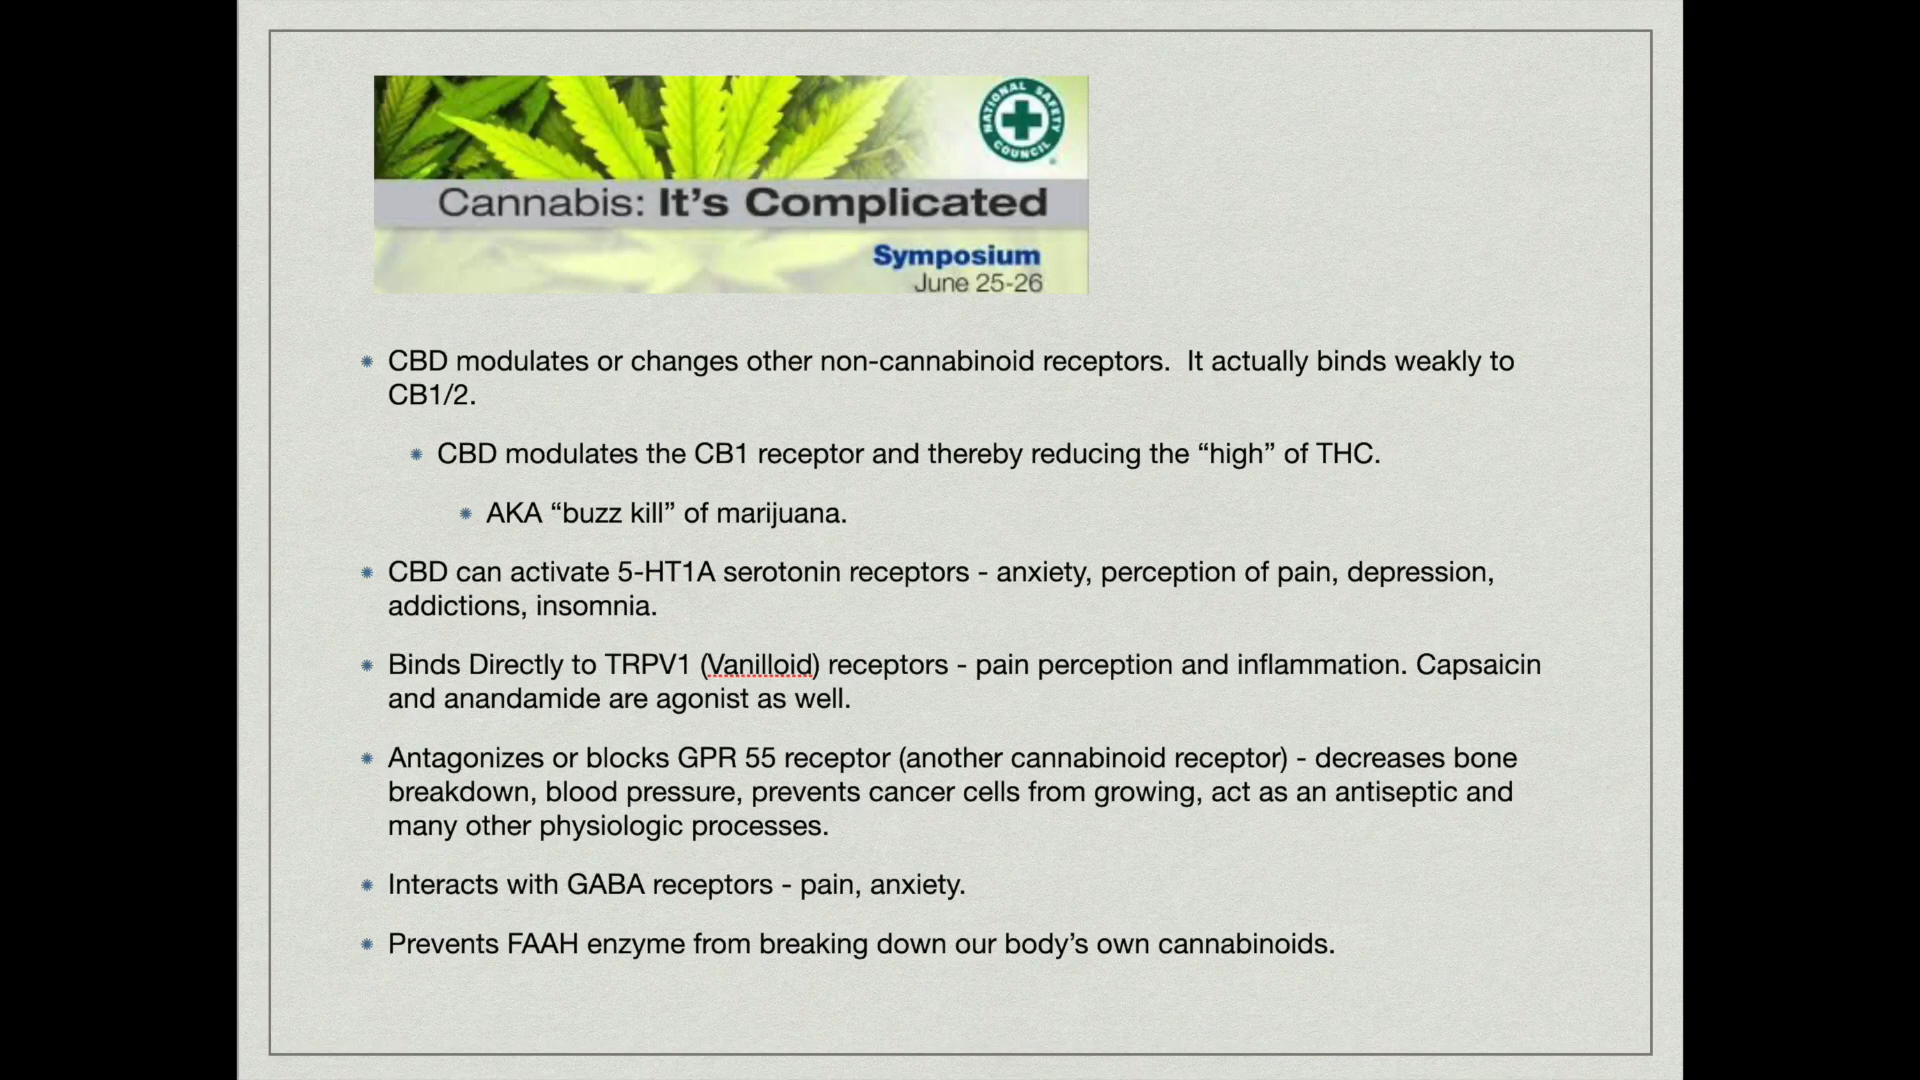 NATIONAL SAFETY COUNCIL
Cannabis: It's Complicated
Symposium
June 25-26
CBD modulates or changes other non-cannabinoid receptors. It actually binds weakly to
CB1/2.
CBD modulates the CB1 receptor and thereby reducing the “high” of THC.
AKA “buzz kill” of marijuana.
CBD can activate 5-HT1A serotonin receptors - anxiety, perception of pain, depression,
addictions, insomnia.
Binds Directly to TRPV1 (Vanilloid) receptors - pain perception and inflammation. Capsaicin
and anandamide are agonist as well.
Antagonizes or blocks GPR 55 receptor (another cannabinoid receptor) - decreases bone
breakdown, blood pressure, prevents cancer cells from growing, act as an antiseptic and
many other physiologic processes.
Interacts with GABA receptors - pain, anxiety.
Prevents FAAH enzyme from breaking down our body’s own cannabinoids.